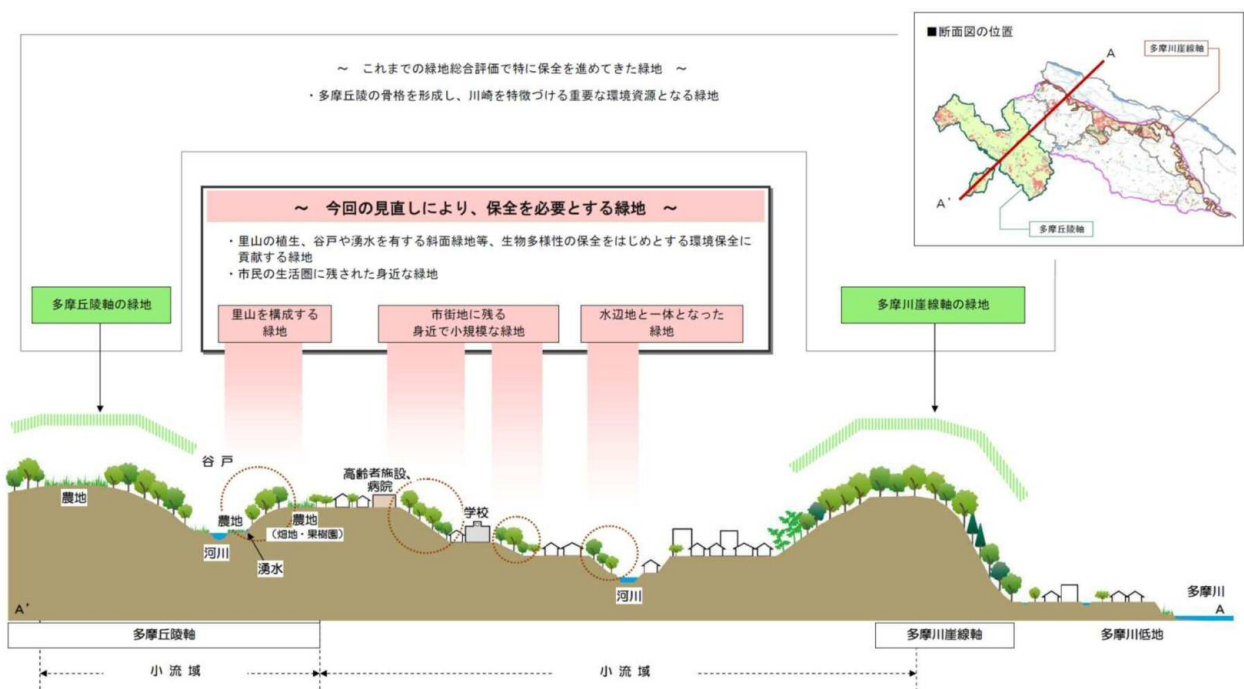 ～ これまでの緑地総合評価で特に保全を進めてきた緑地 ～
・多摩丘陵の骨格を形成し、川崎を特徴づける重要な環境資源となる緑地
■断面図の位置
多摩川崖線軸
A
A'
多摩丘陵軸
～ 今回の見直しにより、保全を必要とする緑地 ～
・里山の植生、谷戸や湧水を有する斜面緑地等、生物多様性の保全をはじめとする環境保全に
貢献する緑地
・市民の生活圏に残された身近な緑地
多摩丘陵軸の緑地
里山を構成する
緑地
市街地に残る
身近で小規模な緑地
水辺地と一体となった
緑地
多摩川崖線軸の緑地
谷戸
農地
河川
農地
湧水
農地
(畑地・果樹園)
高齢者施設、
病院
学校
河川
多摩川
A'
A
多摩丘陵軸
多摩川崖線軸
多摩川低地
小流域
小流域